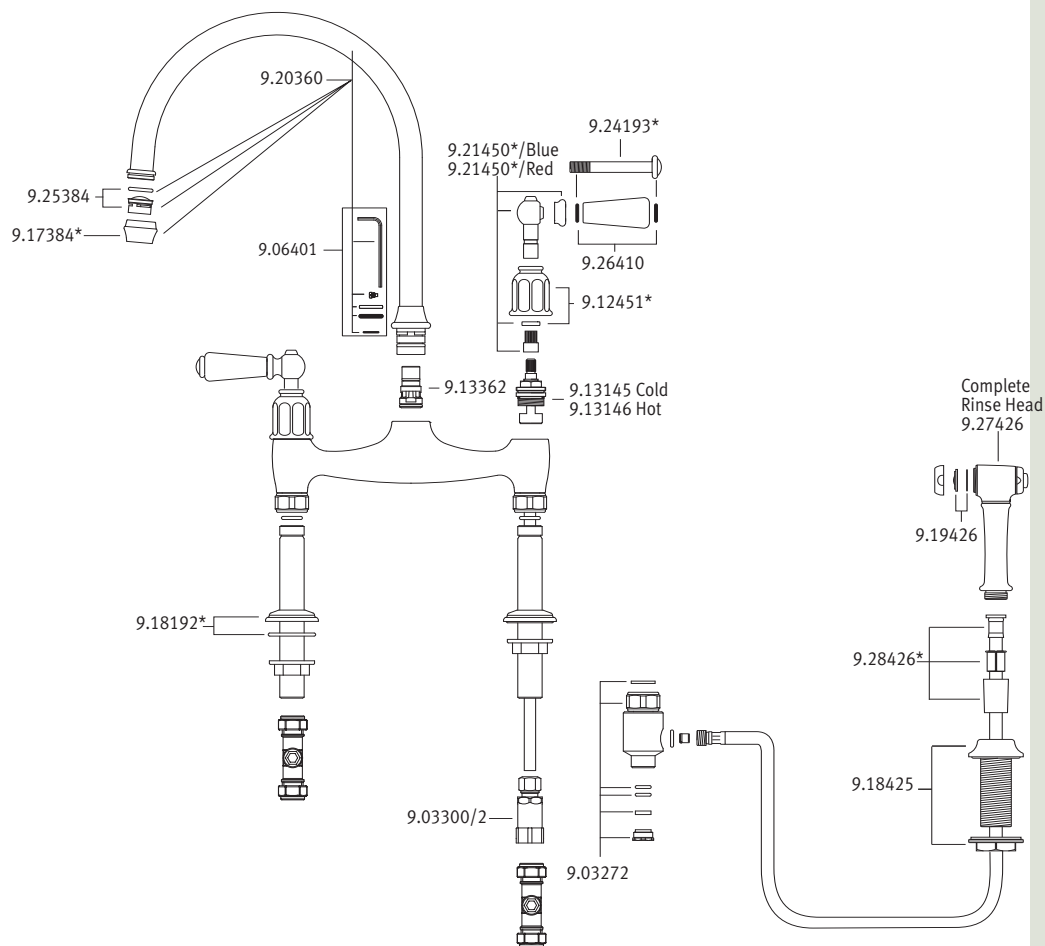 9.20360
9.24193*
9.21450*/Blue
9.21450*/Red
9.25384
9.17384*
9.06401
9.26410
9.12451*
9.13362
9.13145 Cold
9.13146 Hot
Complete
Rinse Head
9.27426
9.19426
9.18192*
9.28426*
9.18425
9.03300/2
9.03272